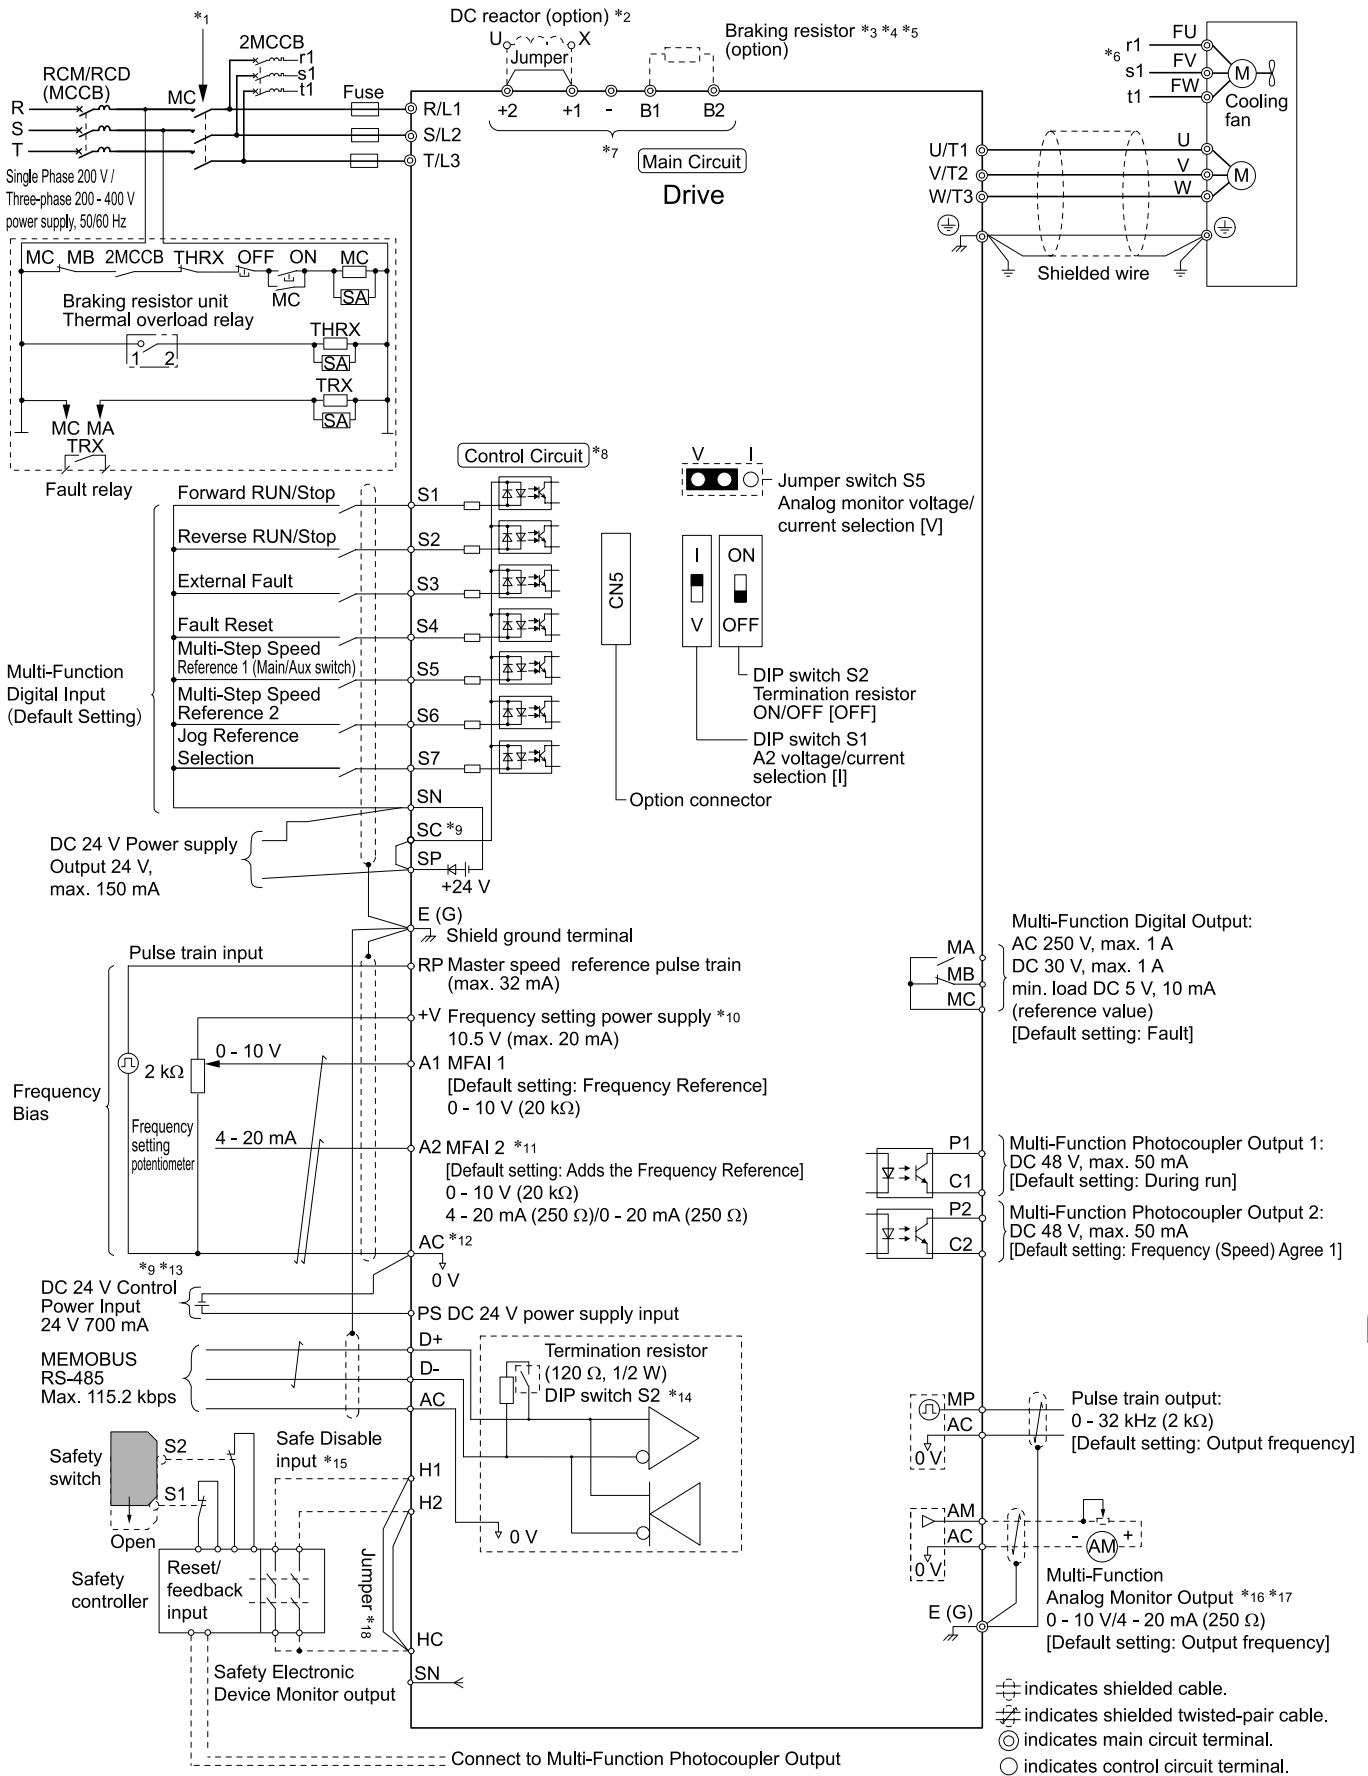 *1
DC reactor (option) *2
U X
Jumper
Braking resistor *3 *4 *5
(option)
2MCCB
r1
s1
t1
RCM/RCD
(MCCB)
MC
Fuse
R
S
T
R/L1
S/L2
T/L3
+2 +1 - B1 B2
*7
Main Circuit
Drive
*6
r1 FU
s1 FV
t1 FW
M
Cooling
fan
U/T1 U
V/T2 V
W/T3 W
M
Shielded wire
Single Phase 200 V /
Three-phase 200 - 400 V
power supply, 50/60 Hz
MC MB 2MCCB THRX OFF ON MC
MC SA
Braking resistor unit
Thermal overload relay
THRX
1 2
SA
TRX
SA
MC MA
TRX
Fault relay
Control Circuit *8
V I
Jumper switch S5
Analog monitor voltage/
current selection [V]
Forward RUN/Stop S1
Reverse RUN/Stop S2
External Fault S3
Fault Reset S4
Multi-Step Speed
Reference 1 (Main/Aux switch) S5
Multi-Step Speed
Reference 2 S6
Jog Reference
Selection S7
Multi-Function
Digital Input
(Default Setting)
CN5
I ON
V OFF
DIP switch S2
Termination resistor
ON/OFF [OFF]
DIP switch S1
A2 voltage/current
selection [I]
Option connector
SN
SC *9
SP
+24 V
DC 24 V Power supply
Output 24 V,
max. 150 mA
E (G)
Shield ground terminal
Pulse train input
RP Master speed reference pulse train
(max. 32 mA)
+V Frequency setting power supply *10
10.5 V (max. 20 mA)
0 - 10 V
2 kΩ
A1 MFAI 1
[Default setting: Frequency Reference]
0 - 10 V (20 kΩ)
Frequency
Bias
Frequency
setting
potentiometer
4 - 20 mA
A2 MFAI 2 *11
[Default setting: Adds the Frequency Reference]
0 - 10 V (20 kΩ)
4 - 20 mA (250 Ω)/0 - 20 mA (250 Ω)
AC *12
0 V
*9 *13
DC 24 V Control
Power Input
24 V 700 mA
PS DC 24 V power supply input
MEMOBUS
RS-485
Max. 115.2 kbps
D+
D-
AC
Termination resistor
(120 Ω, 1/2 W)
DIP switch S2 *14
0 V
MA
MB
MC
Multi-Function Digital Output:
AC 250 V, max. 1 A
DC 30 V, max. 1 A
min. load DC 5 V, 10 mA
(reference value)
[Default setting: Fault]
P1
C1
Multi-Function Photocoupler Output 1:
DC 48 V, max. 50 mA
[Default setting: During run]
P2
C2
Multi-Function Photocoupler Output 2:
DC 48 V, max. 50 mA
[Default setting: Frequency (Speed) Agree 1]
MP
AC
0 V
Pulse train output:
0 - 32 kHz (2 kΩ)
[Default setting: Output frequency]
AM
AC
0 V
- AM +
Multi-Function
Analog Monitor Output *16 *17
0 - 10 V/4 - 20 mA (250 Ω)
[Default setting: Output frequency]
E (G)
Safety
switch
S2
S1
Open
Safe Disable
input *15
H1
H2
Jumper *18
Safety
controller
Reset/
feedback
input
HC
SN
Safety Electronic
Device Monitor output
Connect to Multi-Function Photocoupler Output
indicates shielded cable.
indicates shielded twisted-pair cable.
indicates main circuit terminal.
indicates control circuit terminal.